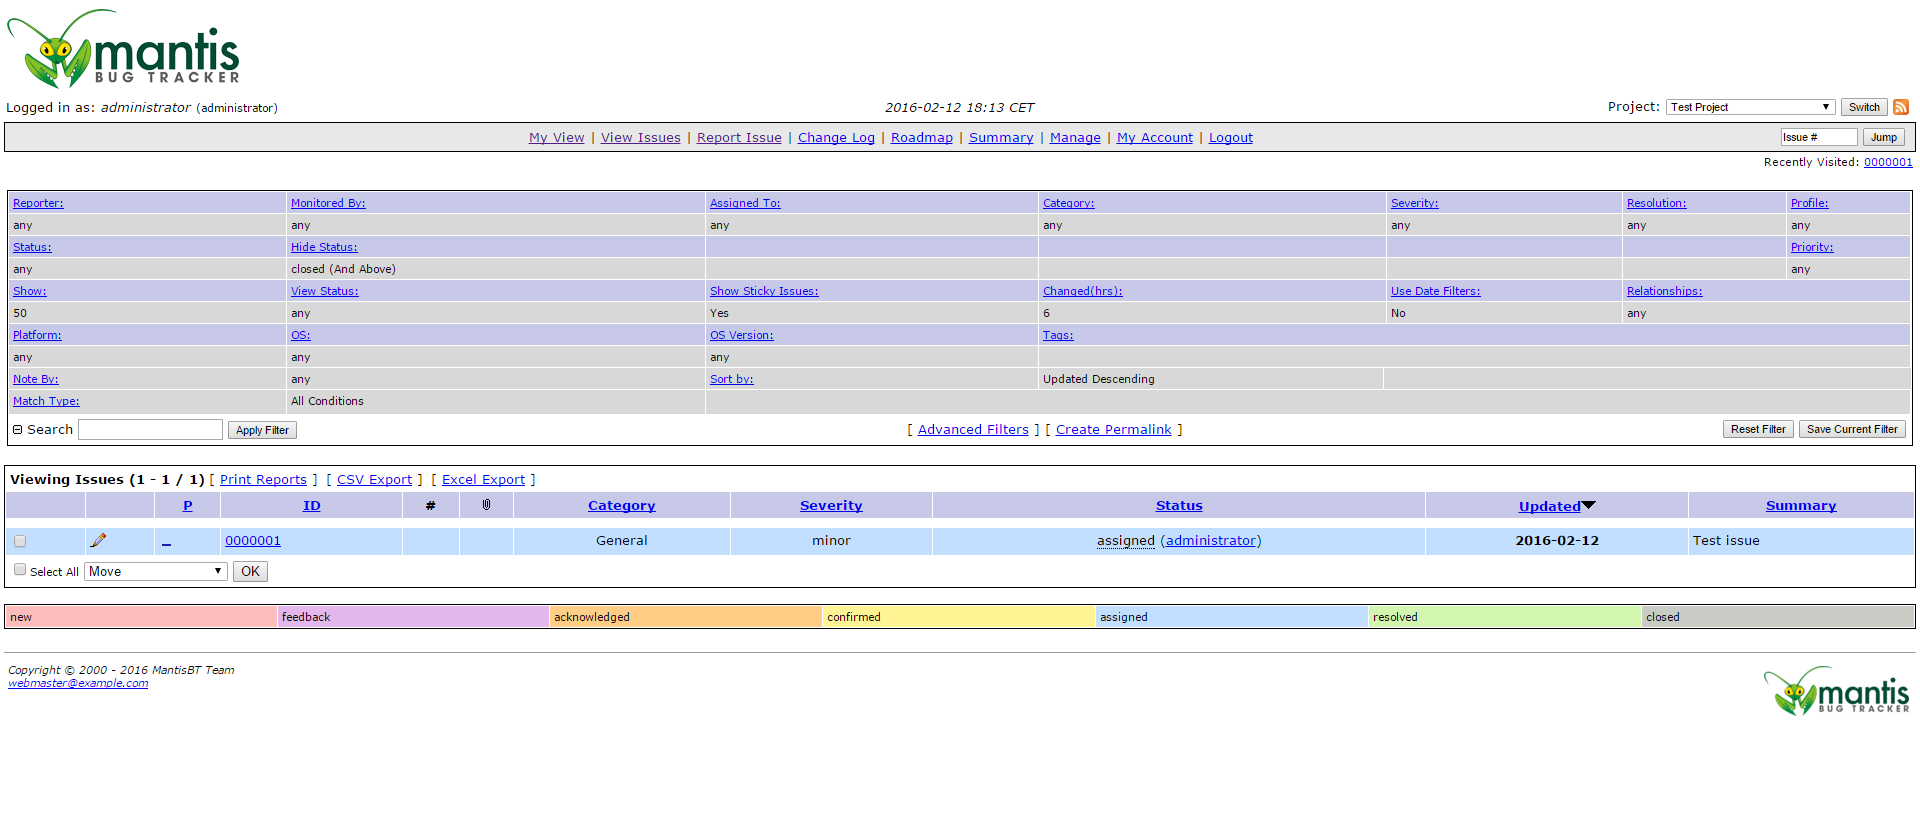 mantis
BUG TRACKER
Logged in as: administrator (administrator) 2016-02-12 18:13 CET Project: Test Project Switch
My View | View Issues | Report Issue | Change Log | Roadmap | Summary | Manage | My Account | Logout Issue # Jump
Recently Visited: 0000001
Reporter: Monitored By: Assigned To: Category: Severity: Resolution: Profile:
any any any any any any any
Status: Hide Status: Priority:
any closed (And Above) any
Show: View Status: Show Sticky Issues: Changed(hrs): Use Date Filters: Relationships:
50 any Yes 6 No any
Platform: OS: OS Version: Tags:
any any any
Note By: any Sort by: Updated Descending
Match Type: All Conditions
Search Apply Filter [ Advanced Filters ] [ Create Permalink ] Reset Filter Save Current Filter
Viewing Issues (1 - 1 / 1) [ Print Reports ] [ CSV Export ] [ Excel Export ]
P ID # Category Severity Status Updated Summary
0000001 General minor assigned (administrator) 2016-02-12 Test issue
Select All Move OK
new feedback acknowledged confirmed assigned resolved closed
Copyright © 2000 - 2016 MantisBT Team
webmaster@example.com
mantis
BUG TRACKER